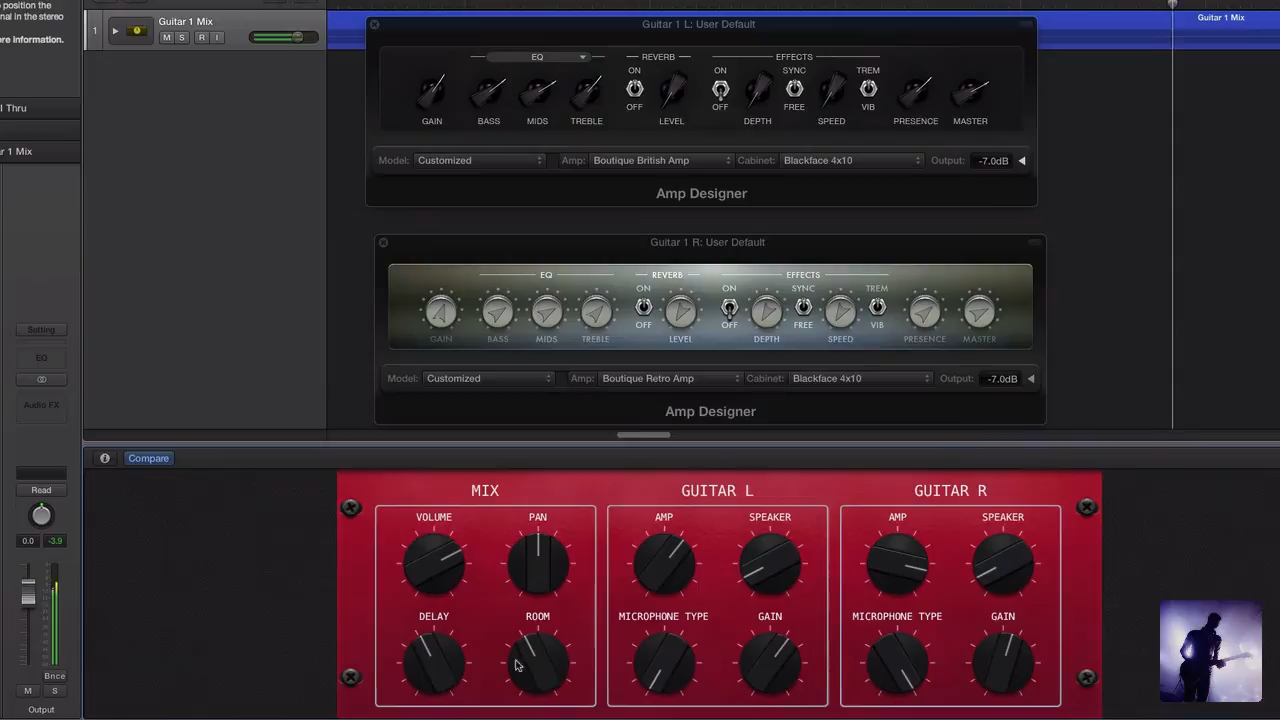 o position the
nal in the stereo
ore Information.
1
Guitar 1 Mix
M S R I
Guitar 1 Mix
l Thru
r 1 Mix
Guitar 1 L: User Default
EQ REVERB EFFECTS
ON ON SYNC TREM
OFF OFF FREE VIB
GAIN BASS MIDS TREBLE LEVEL DEPTH SPEED PRESENCE MASTER
Model: Customized Amp: Boutique British Amp Cabinet: Blackface 4x10 Output: -7.0dB
Amp Designer
Guitar 1 R: User Default
EQ REVERB EFFECTS
ON ON SYNC TREM
OFF OFF FREE VIB
GAIN BASS MIDS TREBLE LEVEL DEPTH SPEED PRESENCE MASTER
Model: Customized Amp: Boutique Retro Amp Cabinet: Blackface 4x10 Output: -7.0dB
Amp Designer
Setting
EQ
Audio FX
Read
0.0 -3.9
Bnce
M S
Output
Compare
MIX GUITAR L GUITAR R
VOLUME PAN AMP SPEAKER AMP SPEAKER
DELAY ROOM MICROPHONE TYPE GAIN MICROPHONE TYPE GAIN